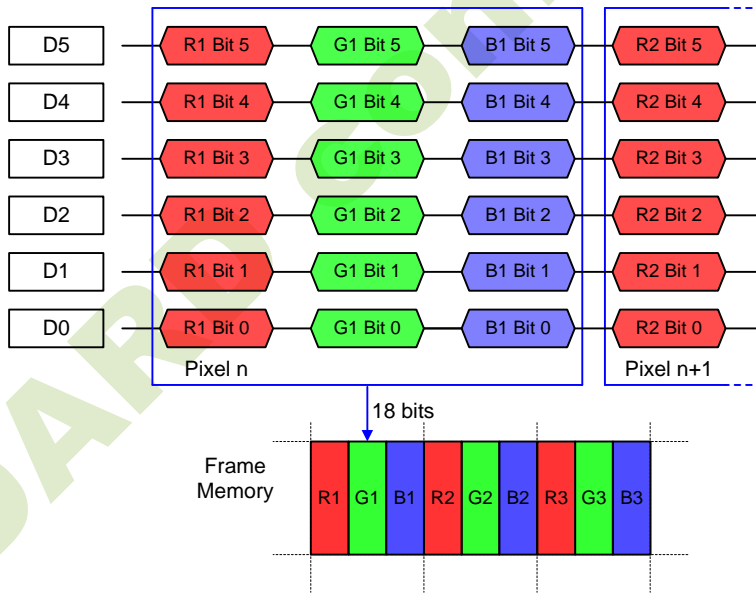 D5 R1 Bit 5 G1 Bit 5 B1 Bit 5 R2 Bit 5
D4 R1 Bit 4 G1 Bit 4 B1 Bit 4 R2 Bit 4
D3 R1 Bit 3 G1 Bit 3 B1 Bit 3 R2 Bit 3
D2 R1 Bit 2 G1 Bit 2 B1 Bit 2 R2 Bit 2
D1 R1 Bit 1 G1 Bit 1 B1 Bit 1 R2 Bit 1
D0 R1 Bit 0 G1 Bit 0 B1 Bit 0 R2 Bit 0
Pixel n Pixel n+1
18 bits
Frame
Memory
R1 G1 B1 R2 G2 B2 R3 G3 B3